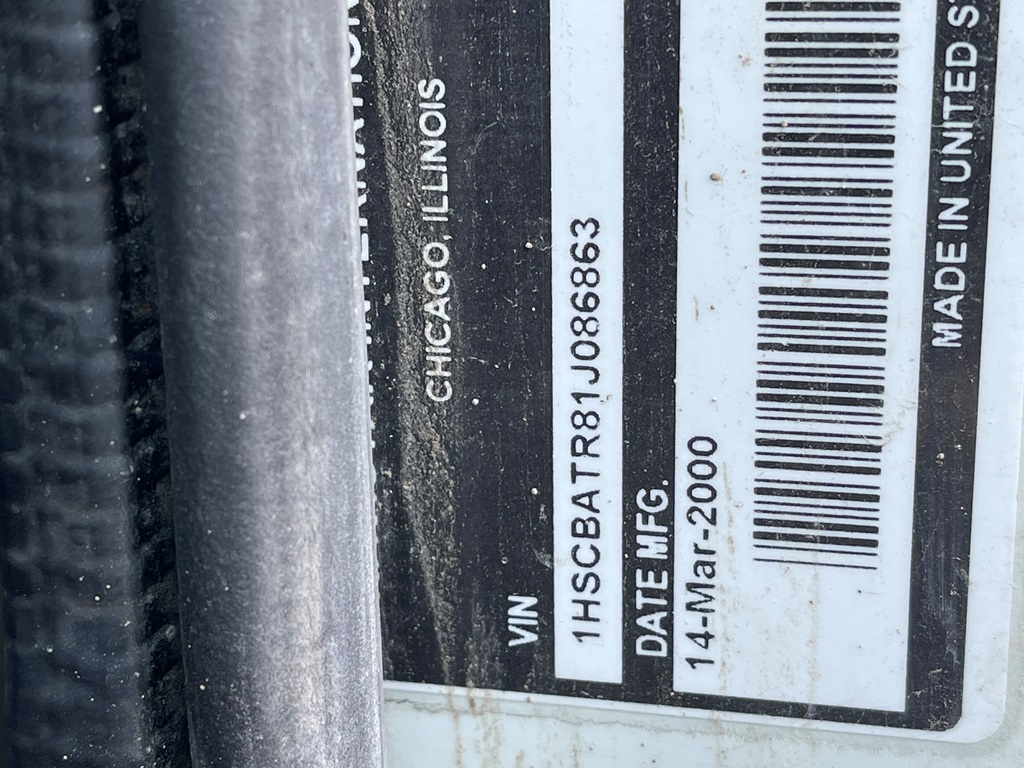 CHICAGO, ILLINOIS
VIN
1HSCBATR81J086863
DATE MFG.
14-Mar-2000
MADE IN UNITED